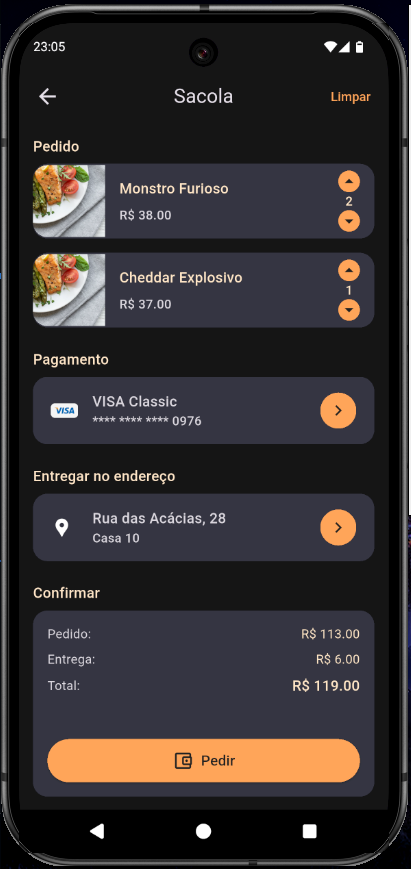 23:05
Sacola
Limpar
Pedido
Monstro Furioso
R$ 38.00
2
Cheddar Explosivo
R$ 37.00
1
Pagamento
VISA
VISA Classic
**** **** **** 0976
Entregar no endereço
Rua das Acácias, 28
Casa 10
Confirmar
Pedido: R$ 113.00
Entrega: R$ 6.00
Total: R$ 119.00
Pedir